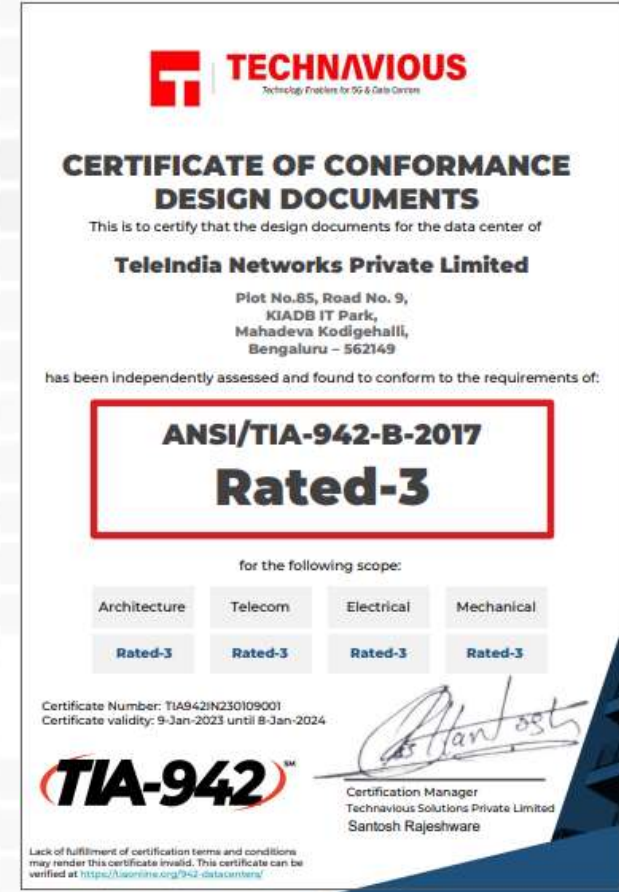 TECHNAVIOUS
Technology Enablers for 5G & Data Centers
CERTIFICATE OF CONFORMANCE
DESIGN DOCUMENTS
This is to certify that the design documents for the data center of
TeleIndia Networks Private Limited
Plot No.85, Road No. 9,
KIADB IT Park,
Mahadeva Kodigehalli,
Bengaluru – 562149
has been independently assessed and found to conform to the requirements of:
ANSI/TIA-942-B-2017
Rated-3
for the following scope:
Architecture Telecom Electrical Mechanical
Rated-3 Rated-3 Rated-3 Rated-3
Certificate Number: TIA942IN230109001
Certificate validity: 9-Jan-2023 until 8-Jan-2024
Santosh
TIA-942 SM
Certification Manager
Technavious Solutions Private Limited
Santosh Rajeshware
Lack of fulfillment of certification terms and conditions
may render this certificate invalid. This certificate can be
verified at https://tiaonline.org/942-datacenters/